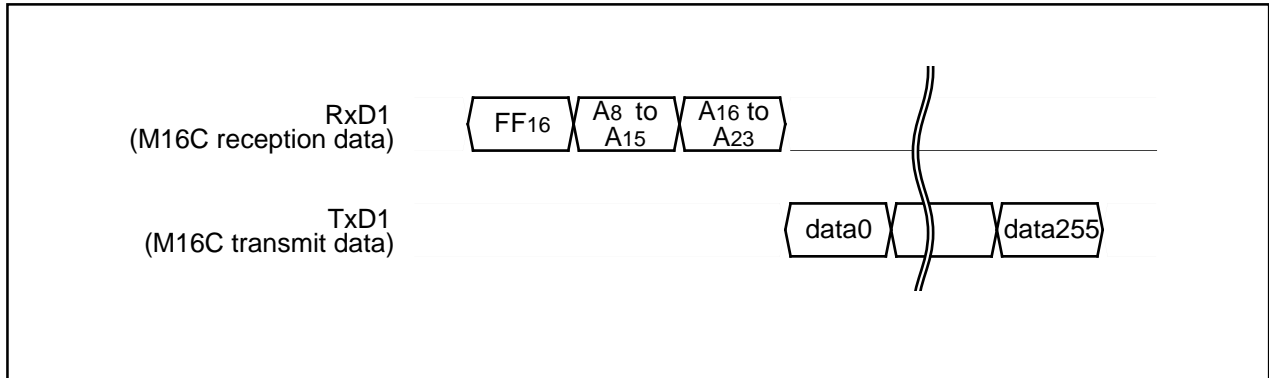 RxD1
(M16C reception data)
FF16
A8 to
A15
A16 to
A23
TxD1
(M16C transmit data)
data0
data255